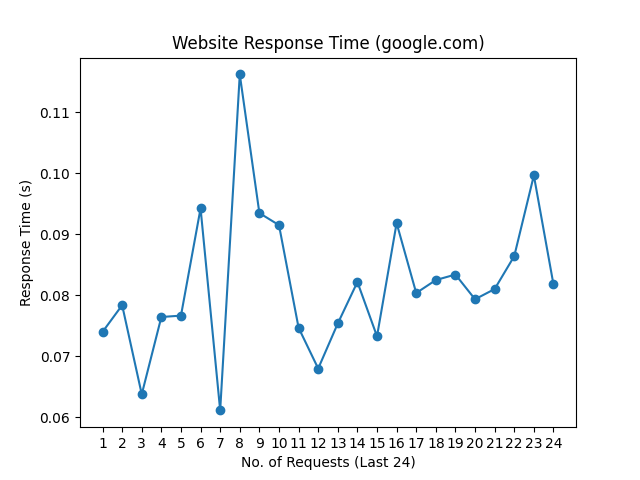 Website Response Time (google.com)
Response Time (s)
0.11
0.10
0.09
0.08
0.07
0.06
1 2 3 4 5 6 7 8 9 10 11 12 13 14 15 16 17 18 19 20 21 22 23 24
No. of Requests (Last 24)